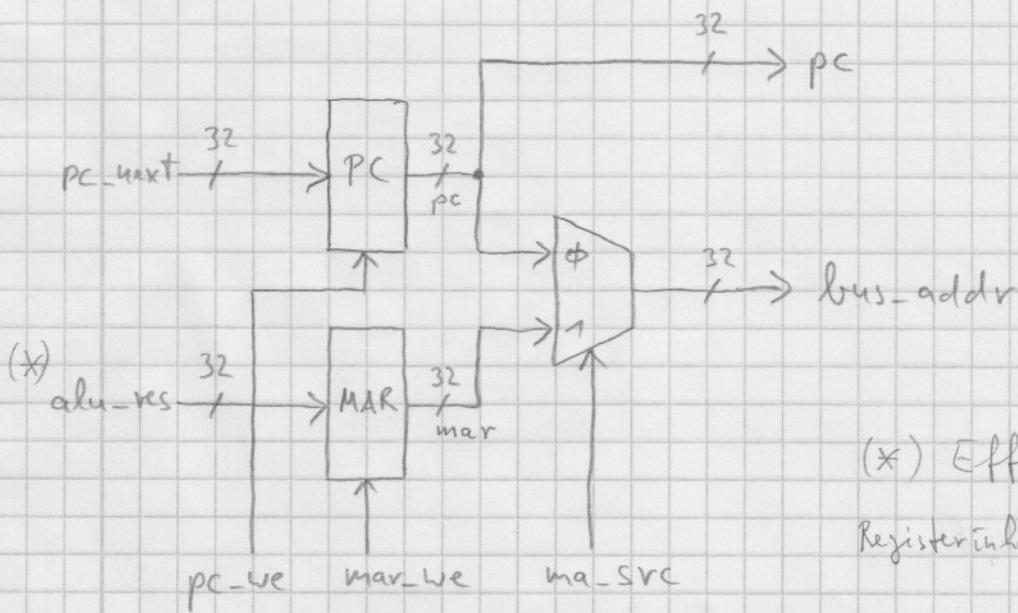 32
pc
pc_next
32
PC
32
pc
φ
32
bus_addr
1
(*)
alu_res
32
MAR
32
mar
(*) Eff
pc_we
mar_we
ma_src